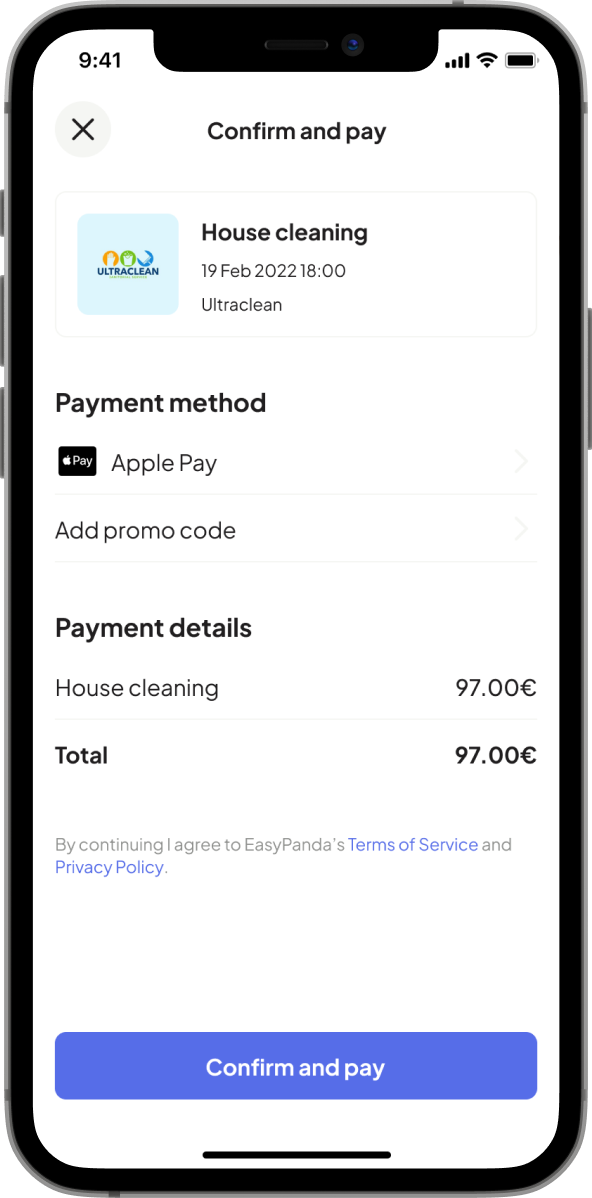 9:41
Confirm and pay
House cleaning
19 Feb 2022 18:00
ULTRACLEAN
Ultraclean
Payment method
Pay
Apple Pay
Add promo code
Payment details
House cleaning 97.00€
Total 97.00€
By continuing I agree to EasyPanda’s Terms of Service and
Privacy Policy.
Confirm and pay